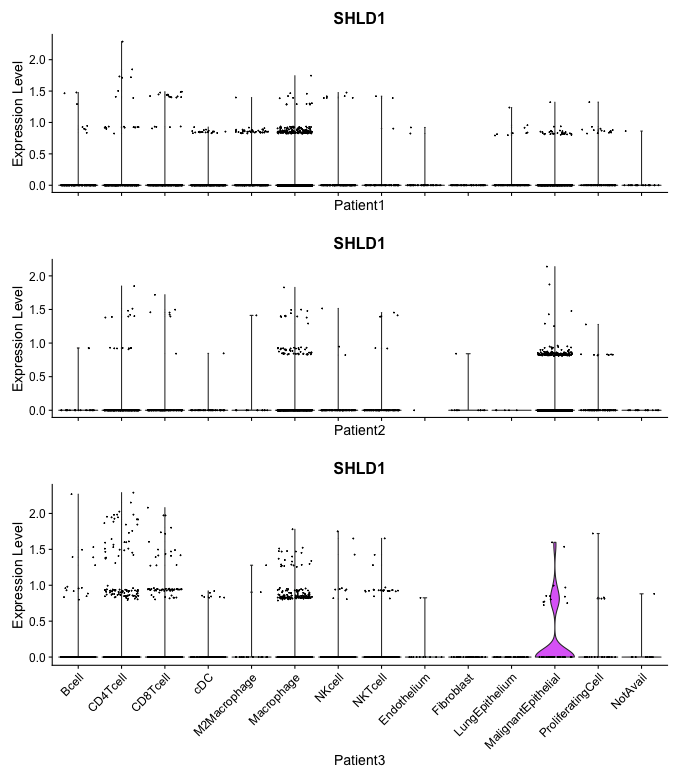 SHLD1
Expression Level
2.0
1.5
1.0
0.5
0.0
Patient1
SHLD1
Expression Level
2.0
1.5
1.0
0.5
0.0
Patient2
SHLD1
Expression Level
2.0
1.5
1.0
0.5
0.0
Bcell
CD4Tcell
CD8Tcell
cDC
M2Macrophage
Macrophage
NKcell
NKTcell
Endothelium
Fibroblast
LungEpithelium
MalignantEpithelial
ProliferatingCell
NotAvail
Patient3